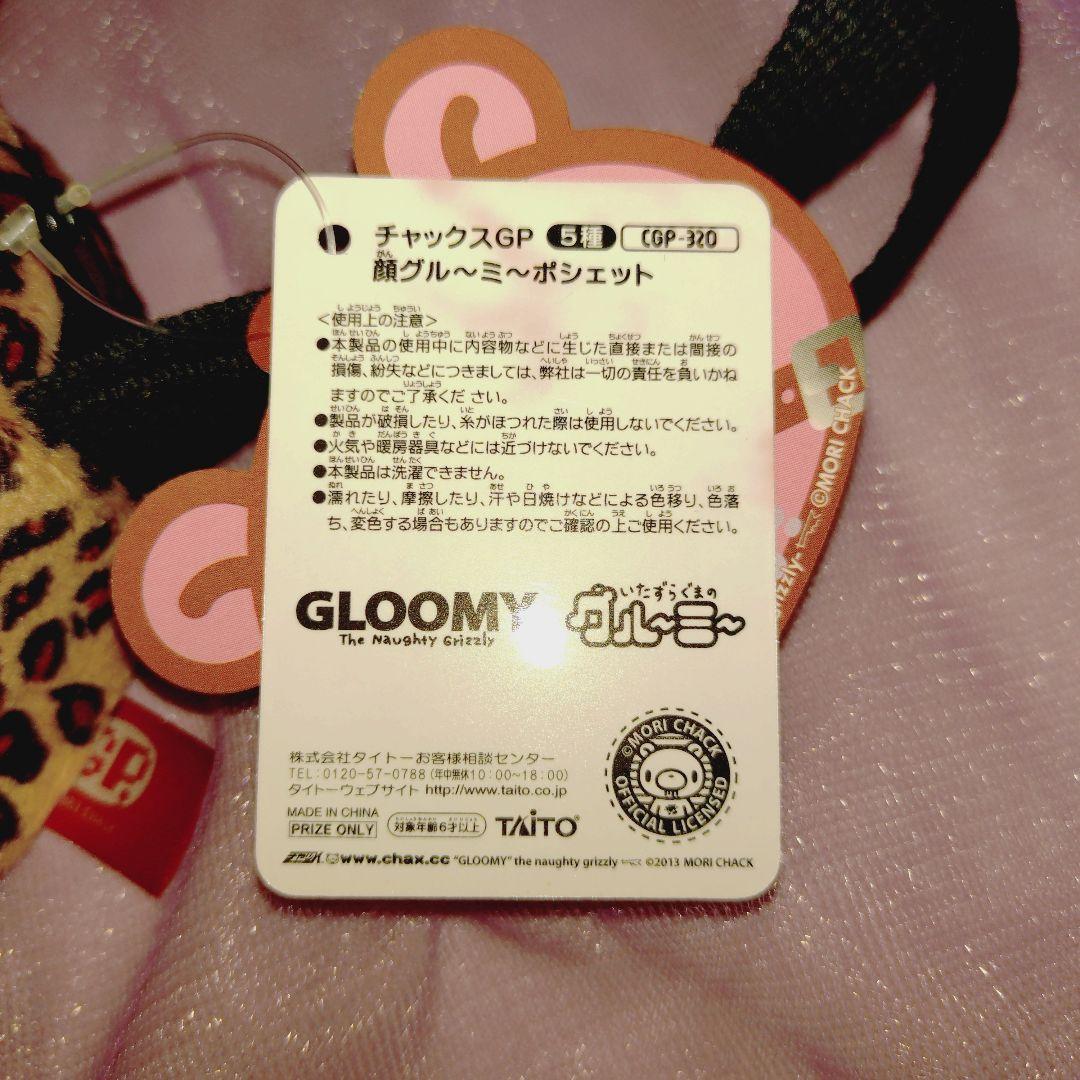 チャックスGP 5種 CGP-320
顔グル〜ミ〜ポシェット
がん
<使用上の注意>
しようじょう ちゅうい
●本製品の使用中に内容物などに生じた直接または間接の
損傷、紛失などにつきましては、弊社は一切の責任を負いかね
ますのでご了承ください。
●製品が破損したり、糸がほつれた際は使用しないでください。
●火気や暖房器具などには近づけないでください。
●本製品は洗濯できません。
●濡れたり、摩擦したり、汗や日焼けなどによる色移り、色落
ち、変色する場合もありますのでご確認の上ご使用ください。
GLOOMY
The Naughty Grizzly
いたずらぐまの
グル〜ミ〜
©MORI CHACK
OFFICIAL LICENSED
株式会社タイトーお客様相談センター
TEL:0120-57-0788(年中無休10:00~18:00)
タイトーウェブサイト http://www.taito.co.jp
MADE IN CHINA
PRIZE ONLY 対象年齢6才以上 TAITO
www.chax.cc "GLOOMY" the naughty grizzly ©2013 MORI CHACK
©MORI CHACK